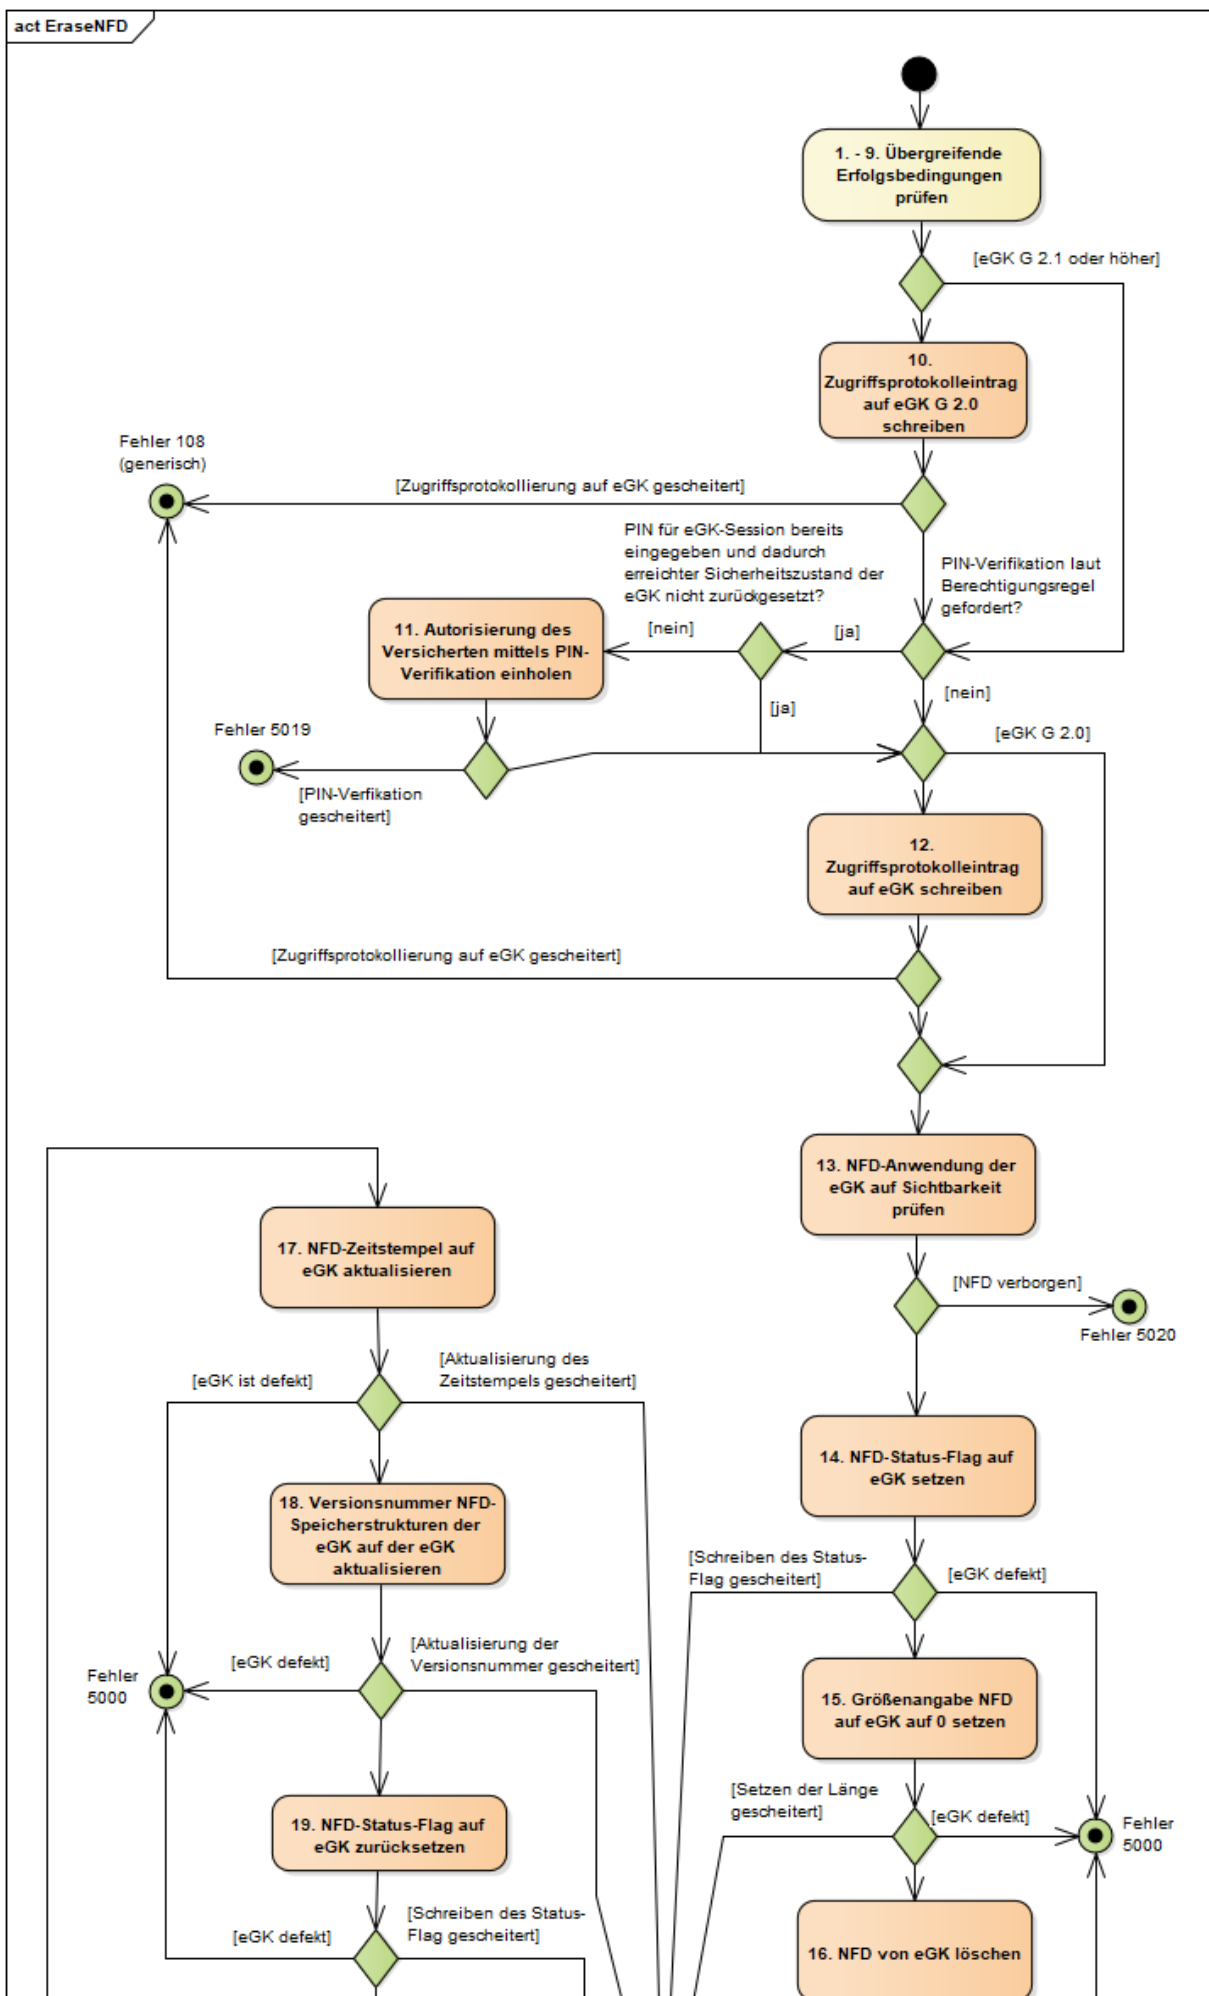 act EraseNFD
1. - 9. Übergreifende
Erfolgsbedingungen
prüfen
[eGK G 2.1 oder höher]
10.
Zugriffsprotokolleintrag
auf eGK G 2.0
schreiben
Fehler 108
(generisch)
[Zugriffsprotokollierung auf eGK gescheitert]
PIN für eGK-Session bereits
eingegeben und dadurch
erreichter Sicherheitszustand der
eGK nicht zurückgesetzt?
PIN-Verifikation laut
Berechtigungsregel
gefordert?
11. Autorisierung des
Versicherten mittels PIN-
Verifikation einholen
[nein]
[ja]
[nein]
[ja]
Fehler 5019
[eGK G 2.0]
[PIN-Verfikation
gescheitert]
12.
Zugriffsprotokolleintrag
auf eGK schreiben
[Zugriffsprotokollierung auf eGK gescheitert]
13. NFD-Anwendung der
eGK auf Sichtbarkeit
prüfen
[NFD verborgen]
Fehler 5020
14. NFD-Status-Flag auf
eGK setzen
[Schreiben des Status-
Flag gescheitert]
[eGK defekt]
15. Größenangabe NFD
auf eGK auf 0 setzen
[Setzen der Länge
gescheitert]
[eGK defekt]
Fehler
5000
16. NFD von eGK löschen
17. NFD-Zeitstempel auf
eGK aktualisieren
[eGK ist defekt]
[Aktualisierung des
Zeitstempels gescheitert]
18. Versionsnummer NFD-
Speicherstrukturen der
eGK auf der eGK
aktualisieren
[eGK defekt]
[Aktualisierung der
Versionsnummer gescheitert]
Fehler
5000
19. NFD-Status-Flag auf
eGK zurücksetzen
[eGK defekt]
[Schreiben des Status-
Flag gescheitert]